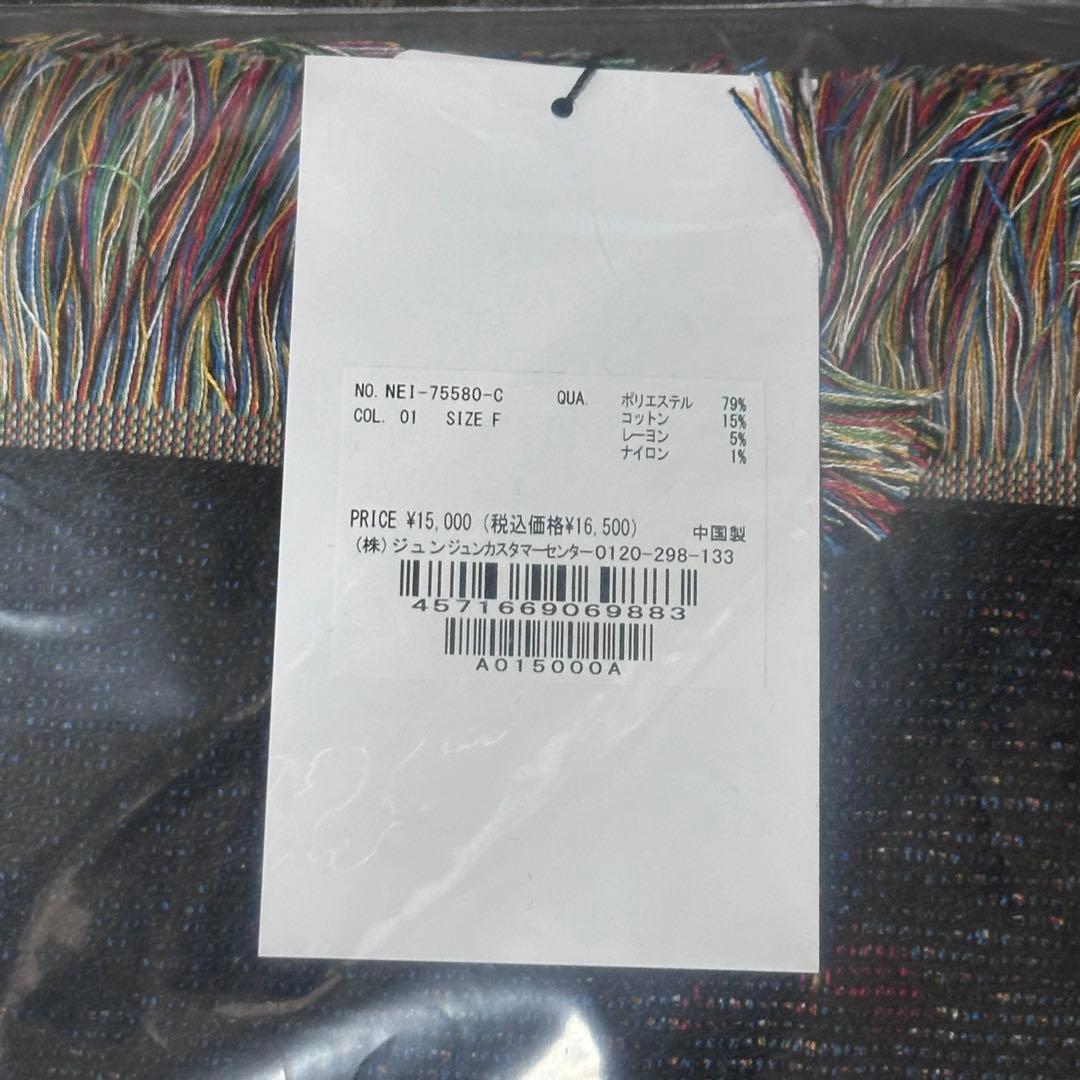 NO. NEI-75580-C QUA. ポリエステル 79%
COL. 01 SIZE F コットン 15%
レーヨン 5%
ナイロン 1%
PRICE ¥15,000 (税込価格¥16,500) 中国製
(株)ジュンジュンカスタマーセンター0120-298-133
4571669069883
A015000A